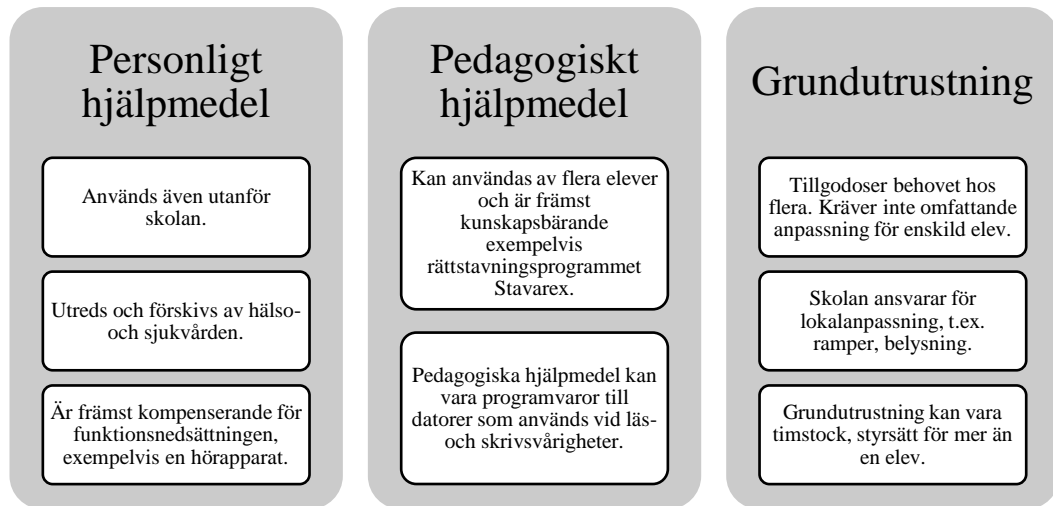 Personligt
hjälpmedel
Används även utanför
skolan.
Utreds och förskivs av hälso-
och sjukvården.
Är främst kompenserande för
funktionsnedsättningen,
exempelvis en hörapparat.
Pedagogiskt
hjälpmedel
Kan användas av flera elever
och är främst
kunskapsbärande
exempelvis
rättstavningsprogrammet
Stavarex.
Pedagogiska hjälpmedel kan
vara programvaror till
datorer som används vid läs-
och skrivsvårigheter.
Grundutrustning
Tillgodoser behovet hos
flera. Kräver inte omfattande
anpassning för enskild elev.
Skolan ansvarar för
lokalanpassning, t.ex.
ramper, belysning.
Grundutrustning kan vara
timstock, styrsätt för mer än
en elev.